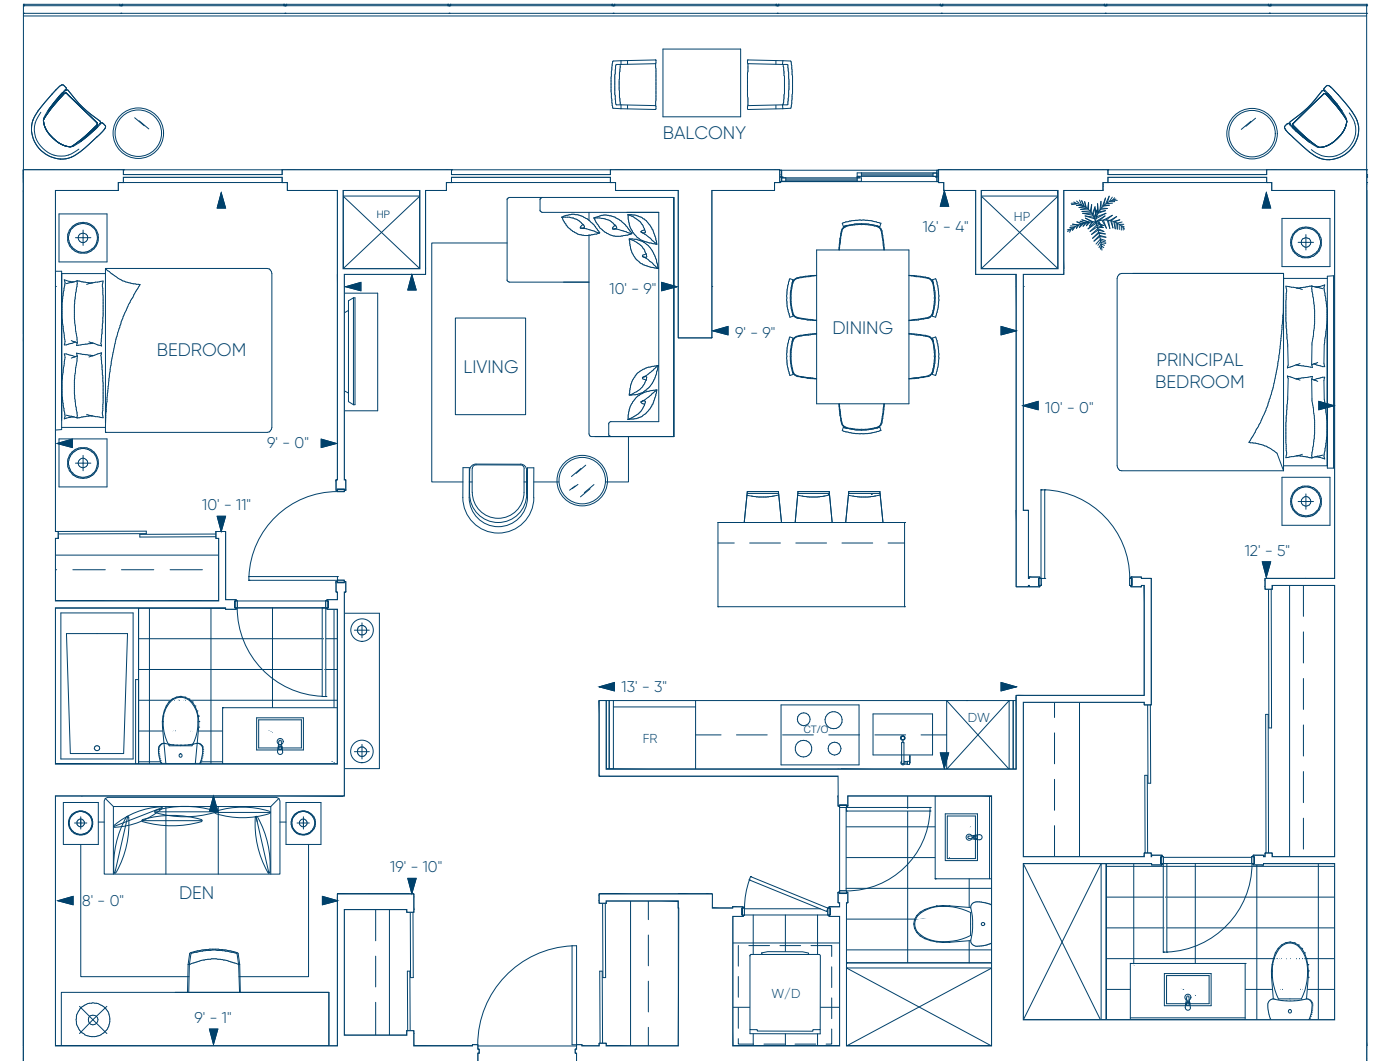 BALCONY
HP
HP
16' - 4"
10' - 9"
9' - 9"
DINING
BEDROOM
LIVING
PRINCIPAL
BEDROOM
10' - 0"
9' - 0"
10' - 11"
12' - 5"
13' - 3"
FR
CT/O
DW
19' - 10"
DEN
8' - 0"
W/D
9' - 1"